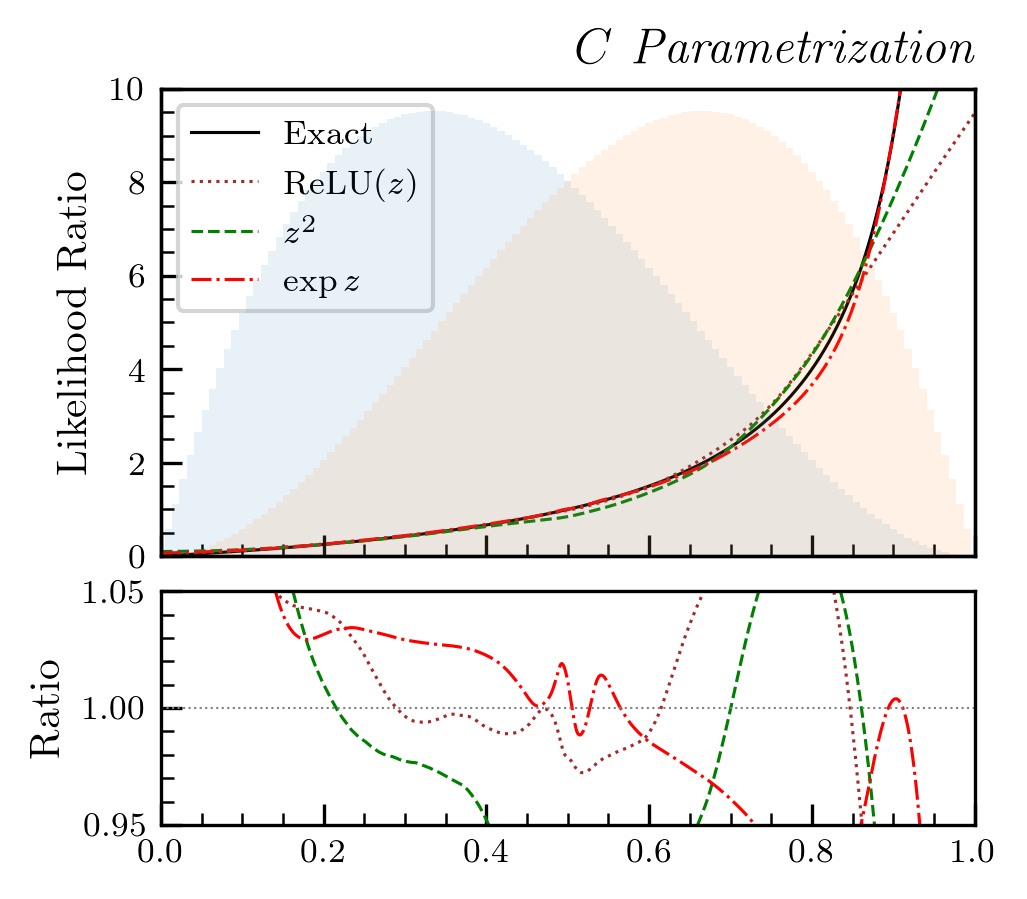 C Parametrization
10
8
6
4
2
0
Likelihood Ratio
Exact
ReLU(z)
z²
exp z
1.05
1.00
0.95
Ratio
0.0 0.2 0.4 0.6 0.8 1.0